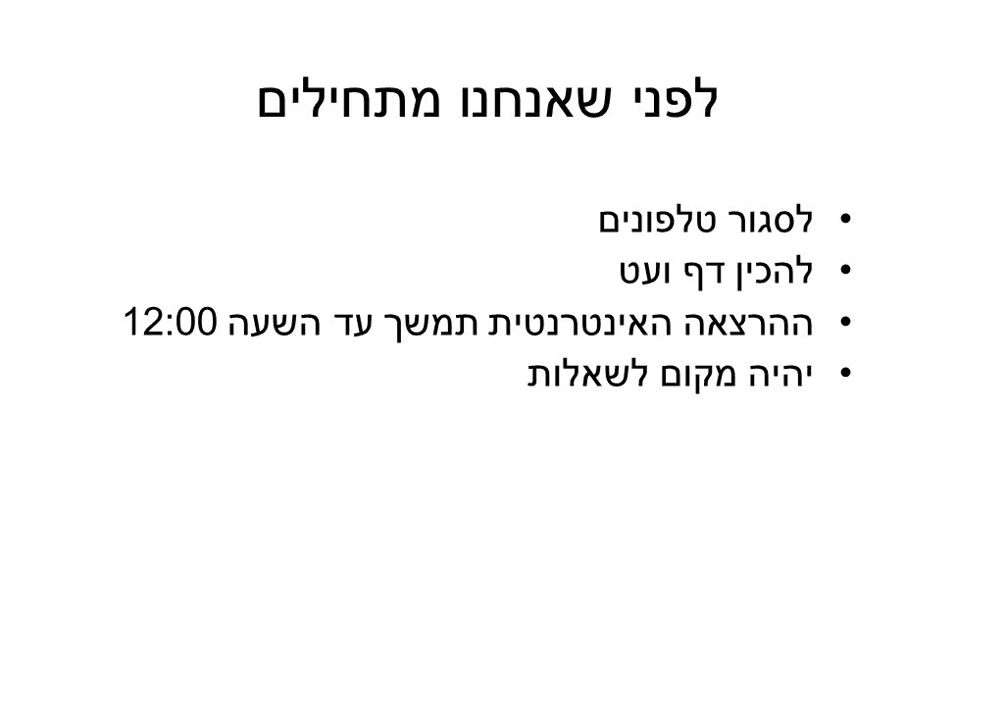 לפני שאנחנו מתחילים
• לסגור טלפונים
• להכין דף ועט
• ההרצאה האינטרנטית תמשך עד השעה 12:00
• יהיה מקום לשאלות